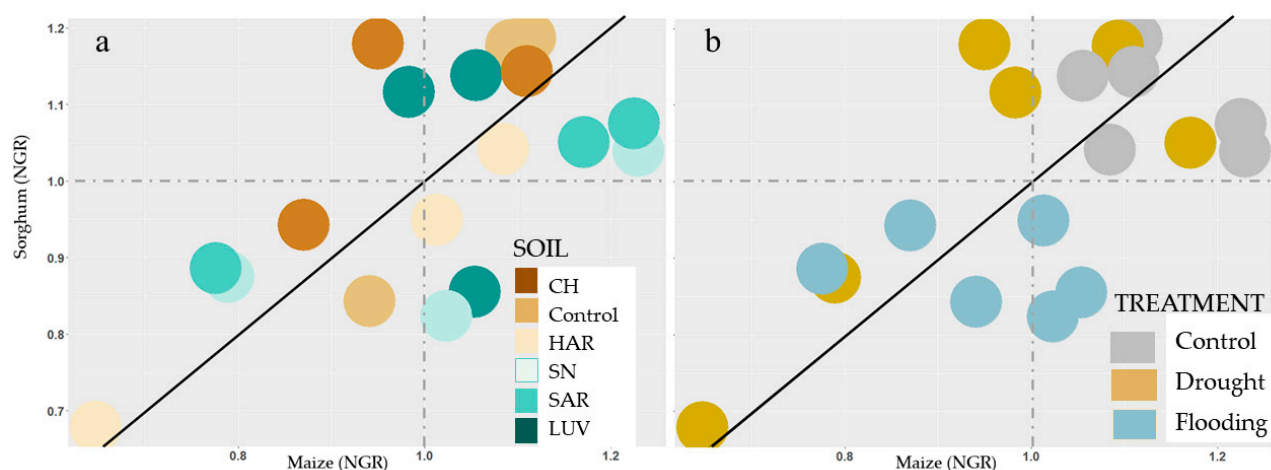 a
b
1.2
1.1
1.0
0.9
0.8
0.7
Sorghum (NGR)
SOIL
CH
Control
HAR
SN
SAR
LUV
TREATMENT
Control
Drought
Flooding
0.8
Maize (NGR)
1.0
1.2
0.8
Maize (NGR)
1.0
1.2